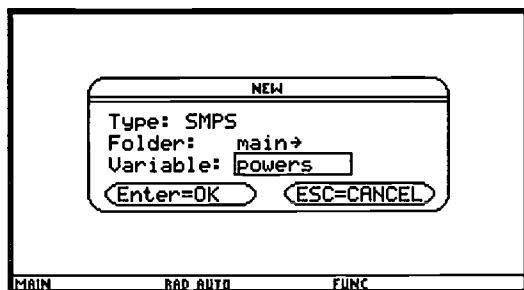 NEW
Type: SMPS
Folder: main→
Variable: powers
Enter=OK ESC=CANCEL
MAIN RAD AUTO FUNC